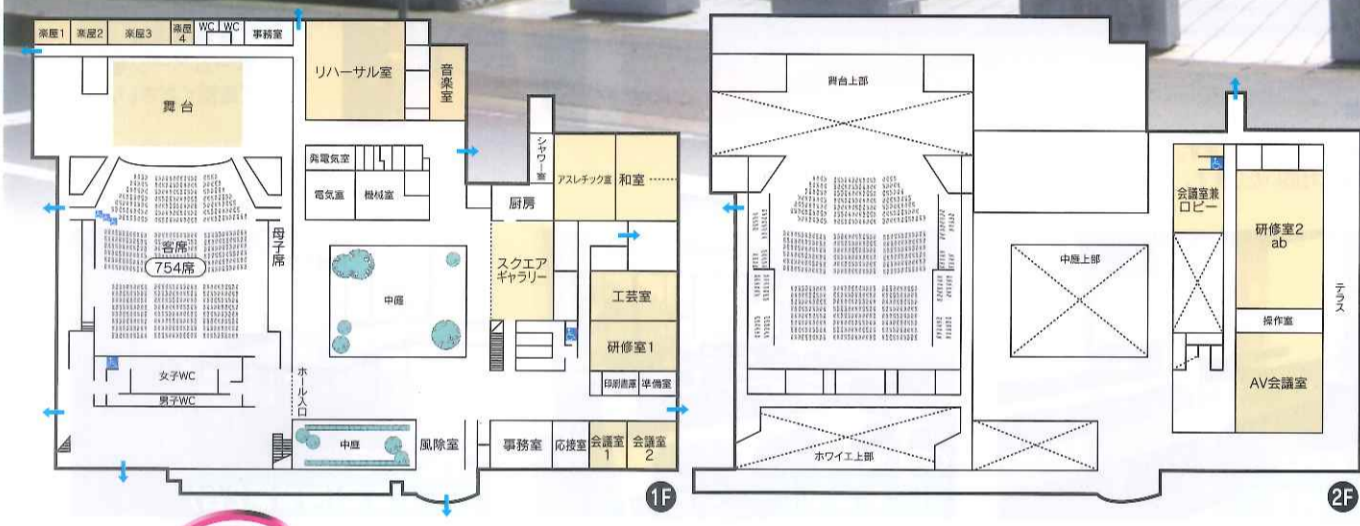 楽屋1
楽屋2
楽屋3
楽屋
4
WC
WC
事務室
リハーサル室
音楽室
舞台
発電気室
電気室
機械室
シャワー室
アスレチック室
和室
厨房
客席
754席
母子席
中庭
スクエア
ギャラリー
工芸室
研修室1
印刷倉庫
準備室
女子WC
男子WC
ホール入口
中庭
風除室
事務室
応接室
会議室
1
会議室
2
1F
舞台上部
会議室兼
ロビー
研修室2
ab
中庭上部
テラス
操作室
AV会議室
ホワイエ上部
2F